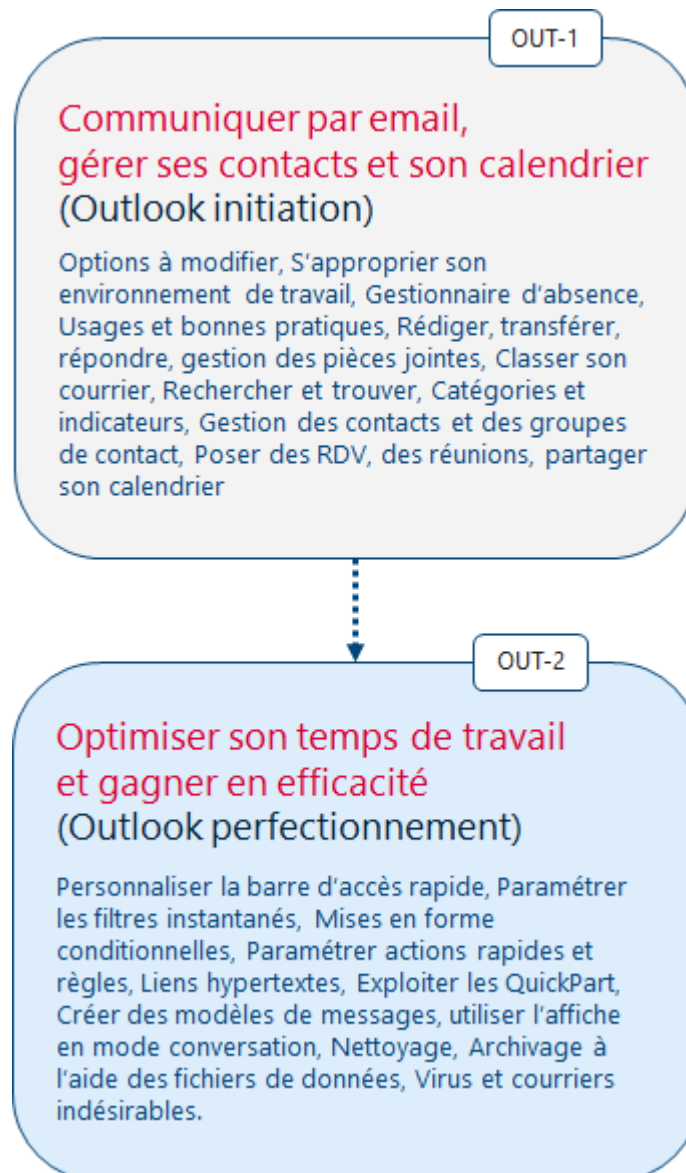 OUT-1
Communiquer par email,
gérer ses contacts et son calendrier
(Outlook initiation)
Options à modifier, S'approprier son
environnement de travail, Gestionnaire d'absence,
Usages et bonnes pratiques, Rédiger, transférer,
répondre, gestion des pièces jointes, Classer son
courrier, Rechercher et trouver, Catégories et
indicateurs, Gestion des contacts et des groupes
de contact, Poser des RDV, des réunions, partager
son calendrier
OUT-2
Optimiser son temps de travail
et gagner en efficacité
(Outlook perfectionnement)
Personnaliser la barre d'accès rapide, Paramétrer
les filtres instantanés, Mises en forme
conditionnelles, Paramétrer actions rapides et
règles, Liens hypertextes, Exploiter les QuickPart,
Créer des modèles de messages, utiliser l'affiche
en mode conversation, Nettoyage, Archivage à
l'aide des fichiers de données, Virus et courriers
indésirables.